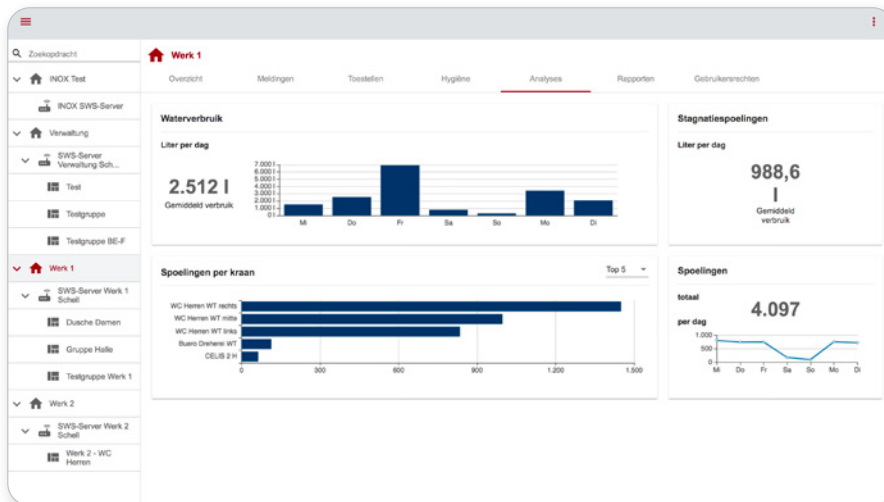 Zoekopdracht
INOX Test
INOX SWS-Server
Verwaltung
SWS-Server
Verwaltung Sch...
Test
Testgruppe
Testgruppe BE-F
Werk 1
SWS-Server Werk 1
Schell
Dusche Damen
Gruppe Halle
Testgruppe Werk 1
Werk 2
SWS-Server Werk 2
Schell
Werk 2 - WC
Herren
Werk 1
Overzicht Meldingen Toestellen Hygiëne Analyses Rapporten Gebruikersrechten
Waterverbruik
Liter per dag
2.512 l
Gemiddeld verbruik
7.000 l
6.000 l
5.000 l
4.000 l
3.000 l
2.000 l
1.000 l
0 l
Mi Do Fr Sa So Mo Di
Stagnatiespoelingen
Liter per dag
988,6
l
Gemiddeld
verbruik
Spoelingen per kraan
Top 5
WC Herren WT rechts
WC Herren WT mitte
WC Herren WT links
Buero Dreherei WT
CELIS 2 H
0 300 600 900 1.200 1.500
Spoelingen
totaal
4.097
per dag
1.000
500
0
Mi Do Fr Sa So Mo Di